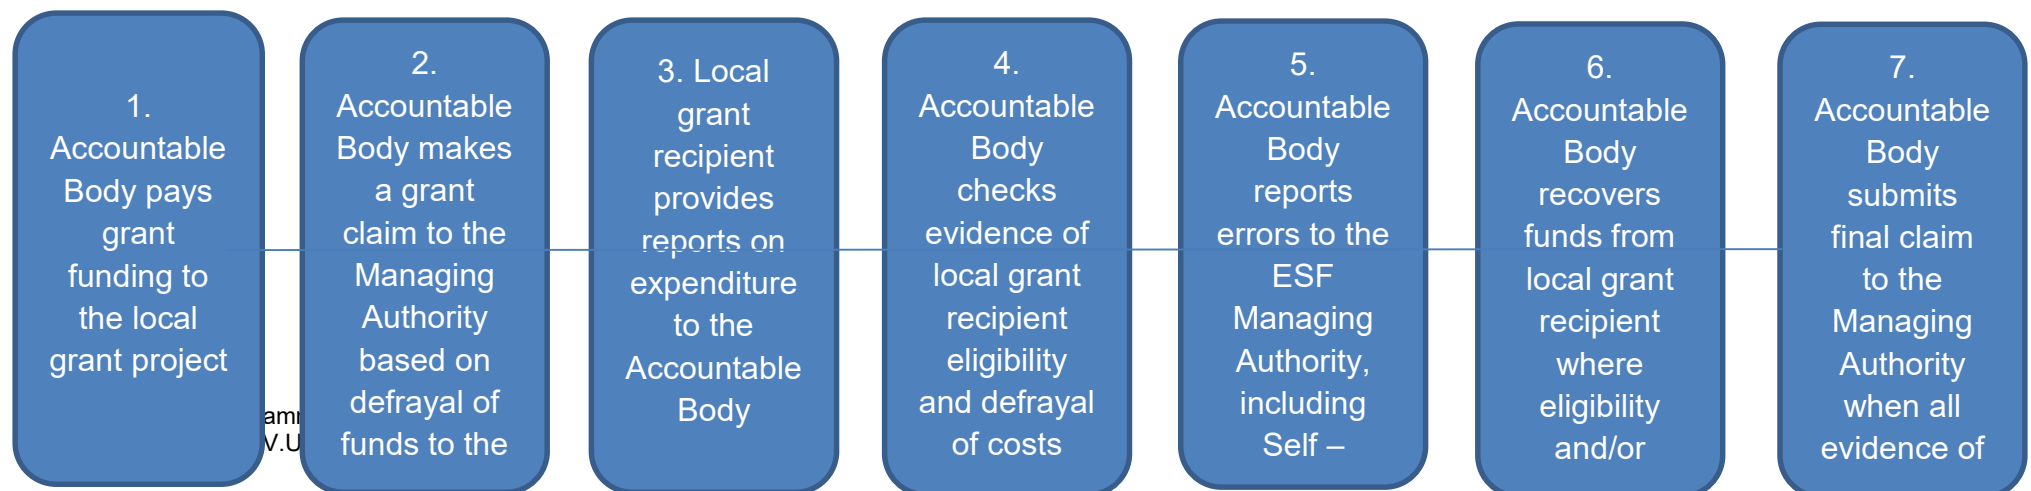 1.
Accountable
Body pays
grant
funding to
the local
grant project
2.
Accountable
Body makes
a grant
claim to the
Managing
Authority
based on
defrayal of
funds to the
3. Local
grant
recipient
provides
reports on
expenditure
to the
Accountable
Body
4.
Accountable
Body
checks
evidence of
local grant
recipient
eligibility
and defrayal
of costs
5.
Accountable
Body
reports
errors to the
ESF
Managing
Authority,
including
Self –
6.
Accountable
Body
recovers
funds from
local grant
recipient
where
eligibility
and/or
7.
Accountable
Body
submits
final claim
to the
Managing
Authority
when all
evidence of